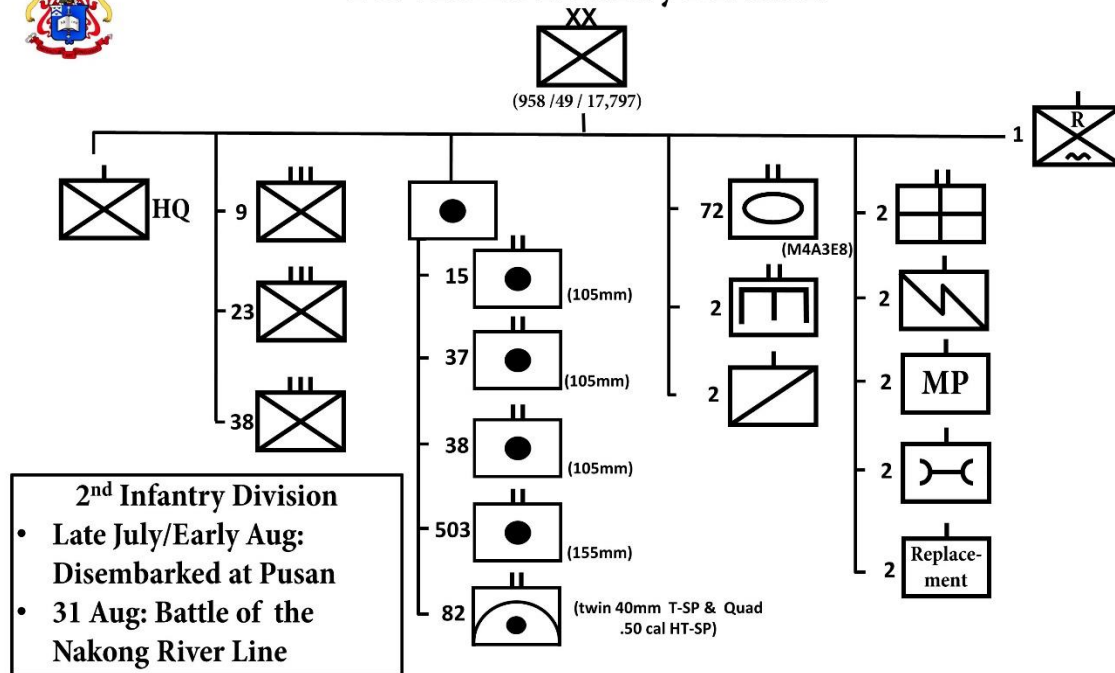 XX
(958 /49 / 17,797)
1
R
HQ
9
23
38
15
(105mm)
37
(105mm)
38
(105mm)
503
(155mm)
82
(twin 40mm T-SP & Quad
.50 cal HT-SP)
72
(M4A3E8)
2
2
2
2
2
MP
2
2
Replace-
ment
2nd Infantry Division
• Late July/Early Aug:
Disembarked at Pusan
• 31 Aug: Battle of the
Nakong River Line